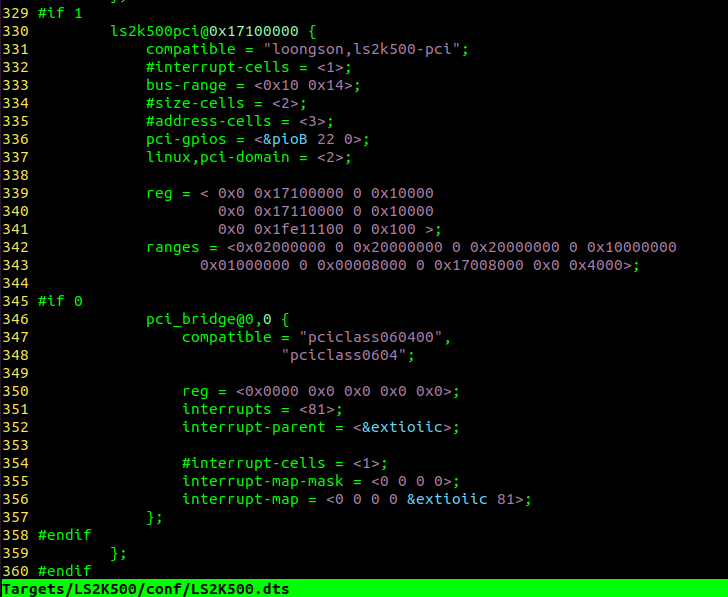 329 #if 1
330         ls2k500pci@0x17100000 {
331             compatible = "loongson,ls2k500-pci";
332             #interrupt-cells = <1>;
333             bus-range = <0x10 0x14>;
334             #size-cells = <2>;
335             #address-cells = <3>;
336             pci-gpios = <&pioB 22 0>;
337             linux,pci-domain = <2>;
338
339             reg = < 0x0 0x17100000 0 0x10000
340                     0x0 0x17110000 0 0x10000
341                     0x0 0x1fe11100 0 0x100 >;
342             ranges = <0x02000000 0 0x20000000 0 0x20000000 0 0x10000000
343                   0x01000000 0 0x00008000 0 0x17008000 0x0 0x4000>;
344
345 #if 0
346             pci_bridge@0,0 {
347                 compatible = "pciclass060400",
348                            "pciclass0604";
349
350                 reg = <0x0000 0x0 0x0 0x0 0x0>;
351                 interrupts = <81>;
352                 interrupt-parent = <&extioiic>;
353
354                 #interrupt-cells = <1>;
355                 interrupt-map-mask = <0 0 0 0>;
356                 interrupt-map = <0 0 0 0 &extioiic 81>;
357             };
358 #endif
359         };
360 #endif
Targets/LS2K500/conf/LS2K500.dts